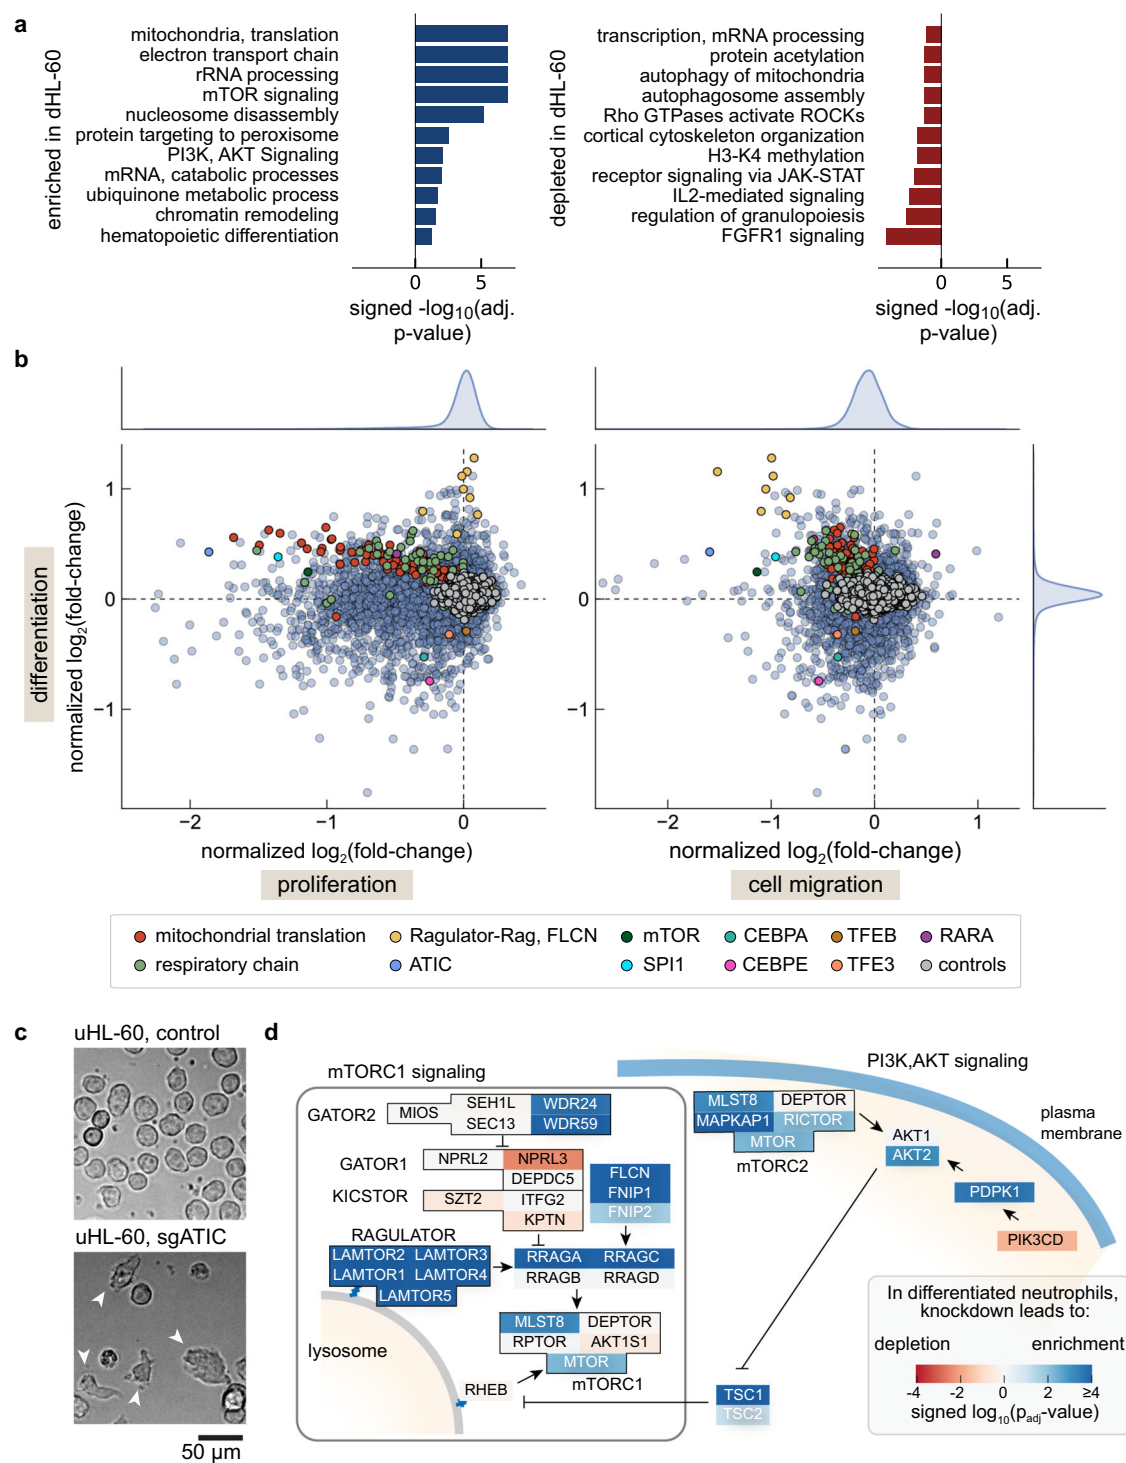 a
enriched in dHL-60
mitochondria, translation
electron transport chain
rRNA processing
mTOR signaling
nucleosome disassembly
protein targeting to peroxisome
PI3K, AKT Signaling
mRNA, catabolic processes
ubiquinone metabolic process
chromatin remodeling
hematopoietic differentiation
0 5
signed -log10(adj.
p-value)
depleted in dHL-60
transcription, mRNA processing
protein acetylation
autophagy of mitochondria
autophagosome assembly
Rho GTPases activate ROCKs
cortical cytoskeleton organization
H3-K4 methylation
receptor signaling via JAK-STAT
IL2-mediated signaling
regulation of granulopoiesis
FGFR1 signaling
0 5
signed -log10(adj.
p-value)
b
differentiation
normalized log2(fold-change)
1
0
−1
−2 −1 0
normalized log2(fold-change)
proliferation
1
0
−1
−2 −1 0 1
normalized log2(fold-change)
cell migration
mitochondrial translation
Ragulator-Rag, FLCN
mTOR
CEBPA
TFEB
RARA
respiratory chain
ATIC
SPI1
CEBPE
TFE3
controls
c
uHL-60, control
uHL-60, sgATIC
50 µm
d
mTORC1 signaling
PI3K,AKT signaling
plasma
membrane
GATOR2
MIOS
SEH1L
WDR24
SEC13
WDR59
GATOR1
NPRL2
NPRL3
DEPDC5
KICSTOR
SZT2
ITFG2
KPTN
FLCN
FNIP1
FNIP2
RAGULATOR
LAMTOR2 LAMTOR3
LAMTOR1 LAMTOR4
LAMTOR5
RRAGA RRAGC
RRAGB RRAGD
MLST8 DEPTOR
RPTOR AKT1S1
MTOR
mTORC1
lysosome
RHEB
MLST8 DEPTOR
MAPKAP1 RICTOR
MTOR
mTORC2
AKT1
AKT2
PDPK1
PIK3CD
TSC1
TSC2
In differentiated neutrophils,
knockdown leads to:
depletion enrichment
-4 -2 0 2 ≥4
signed log10(padj-value)